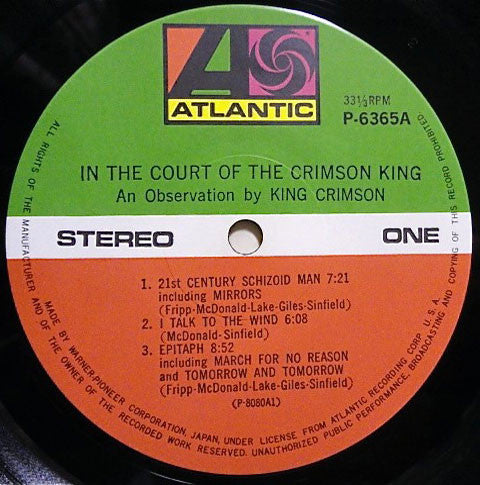 ATLANTIC
33⅓RPM
P-6365A
IN THE COURT OF THE CRIMSON KING
An Observation by KING CRIMSON
STEREO
ONE
1. 21st CENTURY SCHIZOID MAN 7:21
including MIRRORS
(Fripp-McDonald-Lake-Giles-Sinfield)
2. I TALK TO THE WIND 6:08
(McDonald-Sinfield)
3. EPITAPH 8:52
including MARCH FOR NO REASON
and TOMORROW AND TOMORROW
(Fripp-McDonald-Lake-Giles-Sinfield)
(P-8080A1)
MADE BY WARNER-PIONEER CORPORATION, JAPAN, UNDER LICENSE FROM ATLANTIC RECORDING CORP., U.S.A.
ALL RIGHTS OF THE MANUFACTURER AND OF THE OWNER OF THE RECORDED WORK RESERVED. UNAUTHORIZED PUBLIC PERFORMANCE, BROADCASTING AND COPYING OF THIS RECORD PROHIBITED